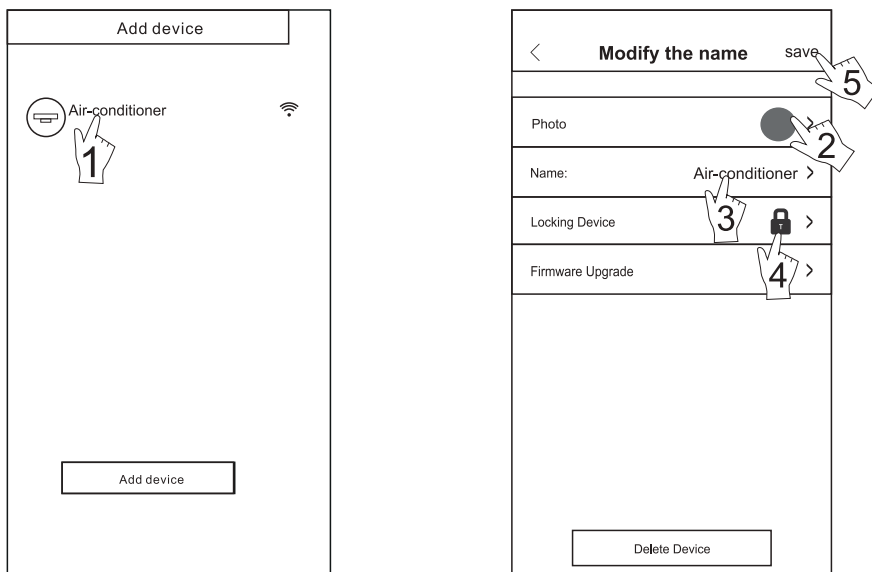 Add device
Air-conditioner
1
Add device
Modify the name
save
5
Photo
2
Name:
Air-conditioner
3
Locking Device
T
4
Firmware Upgrade
Delete Device